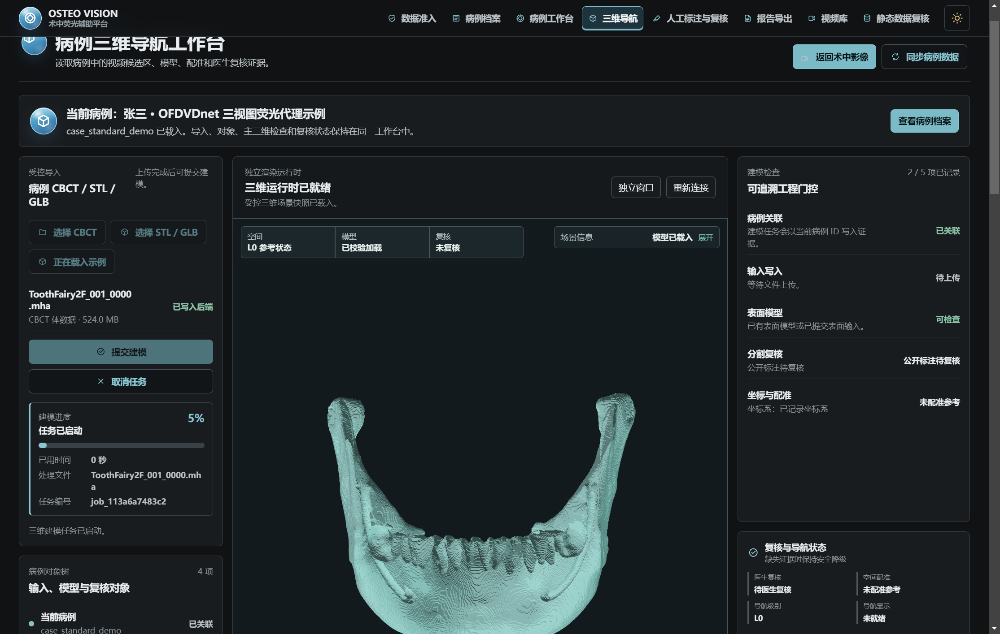 OSTEO VISION
术中荧光辅助平台
数据准入
病例档案
病例工作台
三维导航
人工标注与复核
报告导出
视频库
静态数据复核
病例三维导航工作台
读取病例中的视频候选区、模型、配准和医生复核证据。
返回术中影像
同步病例数据
当前病例：张三 • OFDVDnet 三视图荧光代理示例
case_standard_demo 已载入。导入、对象、主三维检查和复核状态保持在同一工作台中。
查看病例档案
受控导入
病例 CBCT / STL /
GLB
上传完成后可提交建
模。
选择 CBCT
选择 STL / GLB
正在载入示例
ToothFairy2F_001_0000
.mha
CBCT 体数据 · 524.0 MB
已写入后端
提交建模
取消任务
建模进度
任务已启动
5%
已用时间
0 秒
处理文件
ToothFairy2F_001_0000.mh
a
任务编号
job_113a6a7483c2
三维建模任务已启动。
病例对象树
4 项
输入、模型与复核对象
当前病例
case_standard_demo
已关联
独立渲染运行时
三维运行时已就绪
受控三维场景快照已载入。
独立窗口
重新连接
空间
L0 参考状态
模型
已校验加载
复核
未复核
场景信息
模型已载入
展开
建模检查
2 / 5 项已记录
可追溯工程门控
病例关联
建模任务会以当前病例 ID 写入证
据。
已关联
输入写入
等待文件上传。
待上传
表面模型
已有表面模型或已提交表面输入。
可检查
分割复核
公开标注待复核
公开标注待复核
坐标与配准
坐标系：已记录坐标系
未配准参考
复核与导航状态
缺失证据时保持安全降级
医生复核
待医生复核
空间配准
未配准参考
导航级别
L0
导航显示
未就绪